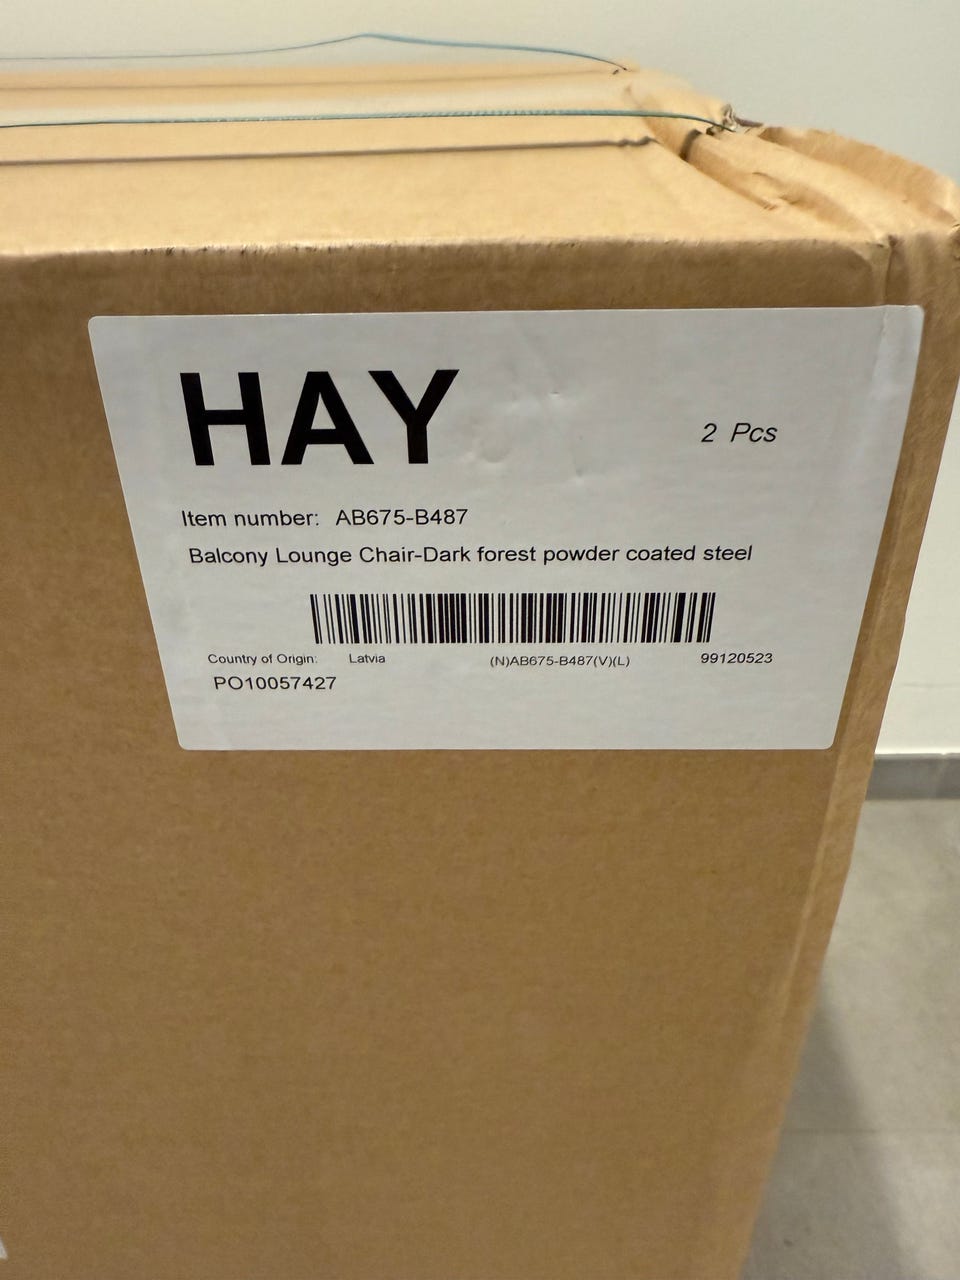 HAY
2 Pcs
Item number: AB675-B487
Balcony Lounge Chair-Dark forest powder coated steel
Country of Origin: Latvia (N)AB675-B487(V)(L) 99120523
PO10057427